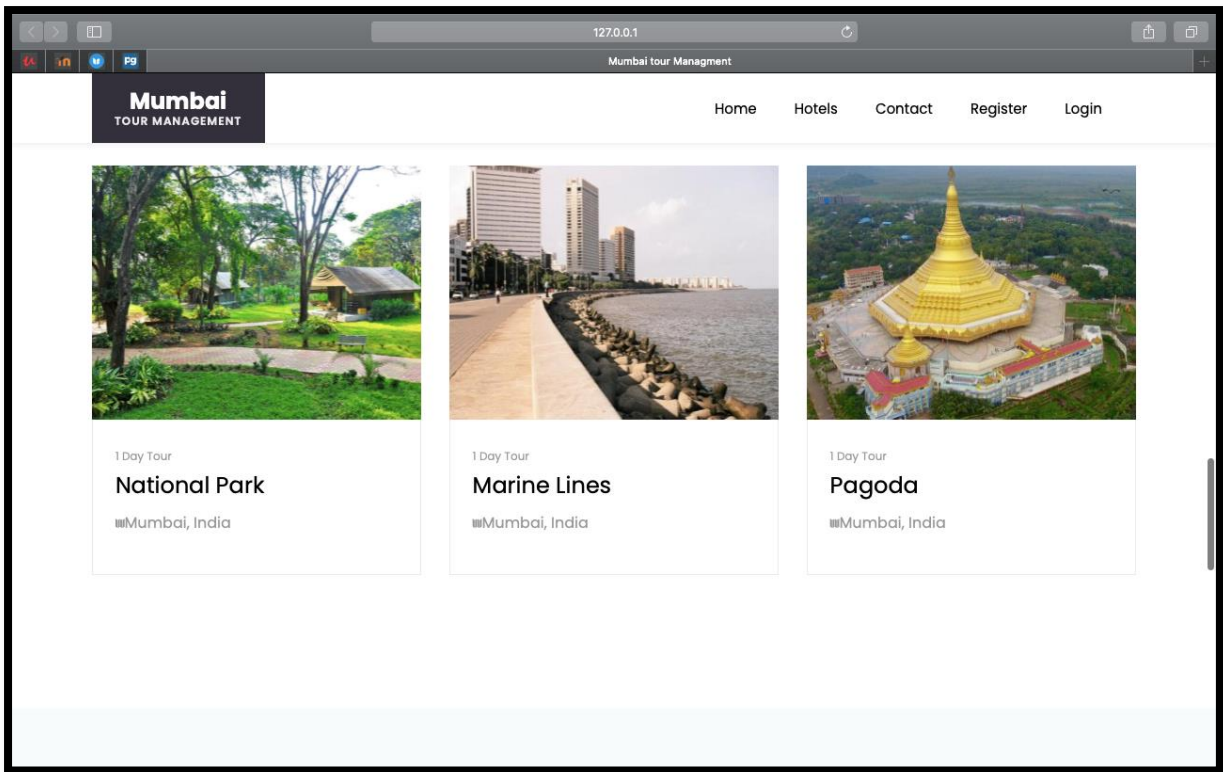 127.0.0.1
Pg
Mumbai tour Managment
Mumbai
TOUR MANAGEMENT
Home Hotels Contact Register Login
1 Day Tour
National Park
Mumbai, India
1 Day Tour
Marine Lines
Mumbai, India
1 Day Tour
Pagoda
Mumbai, India